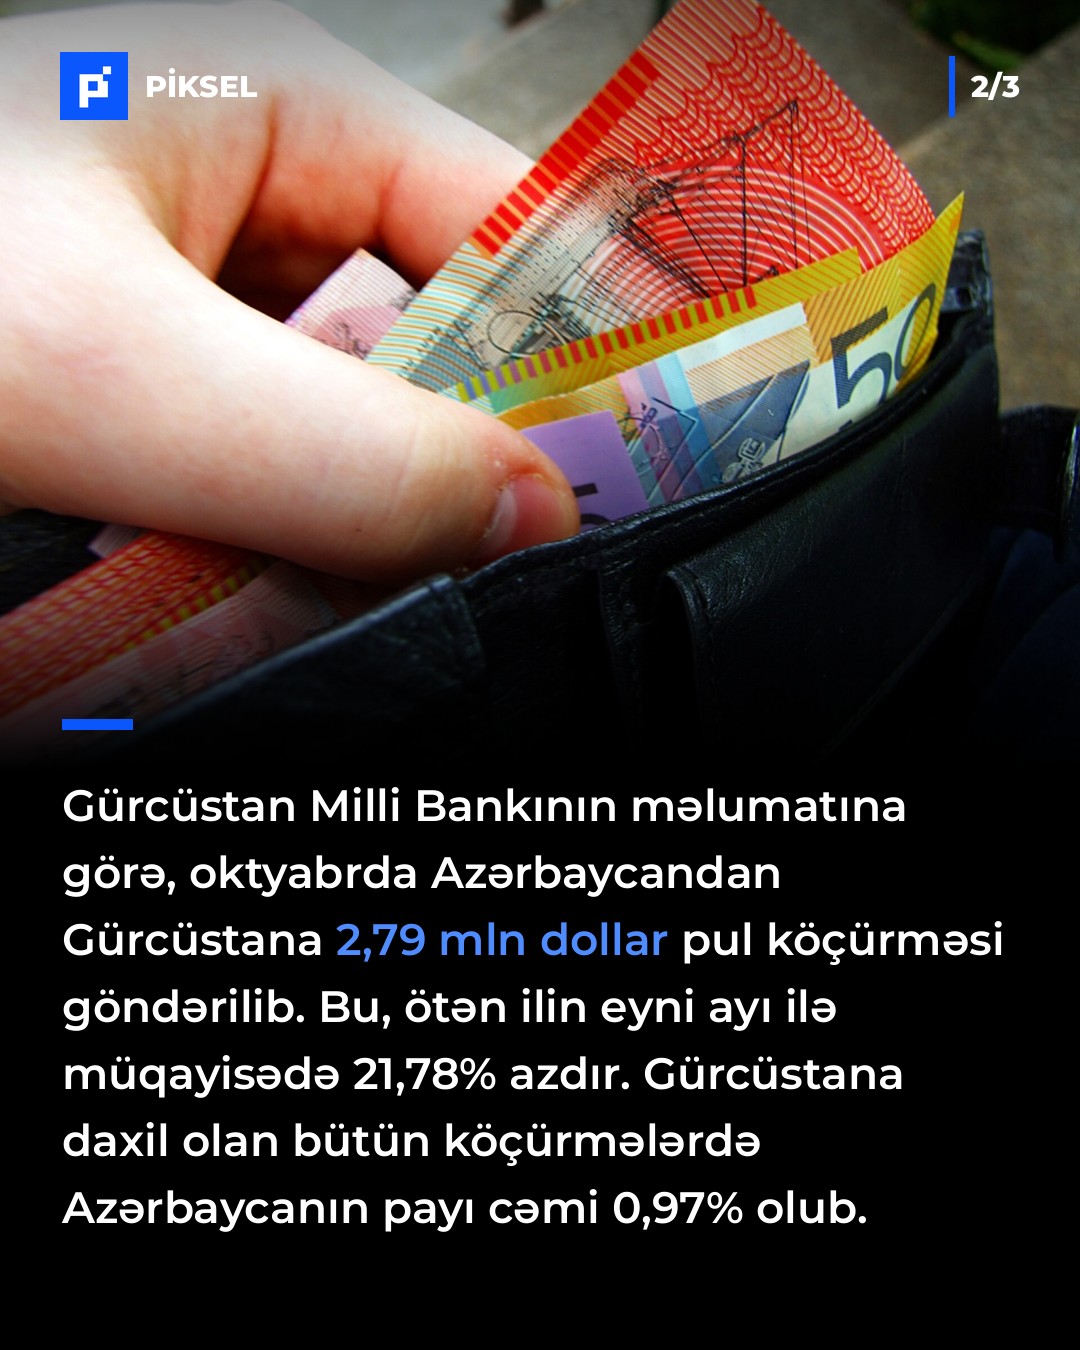 PİKSEL
2/3
50
Gürcüstan Milli Bankının məlumatına
görə, oktyabrda Azərbaycandan
Gürcüstana 2,79 mln dollar pul köçürməsi
göndərilib. Bu, ötən ilin eyni ayı ilə
müqayisədə 21,78% azdır. Gürcüstana
daxil olan bütün köçürmələrdə
Azərbaycanın payı cəmi 0,97% olub.